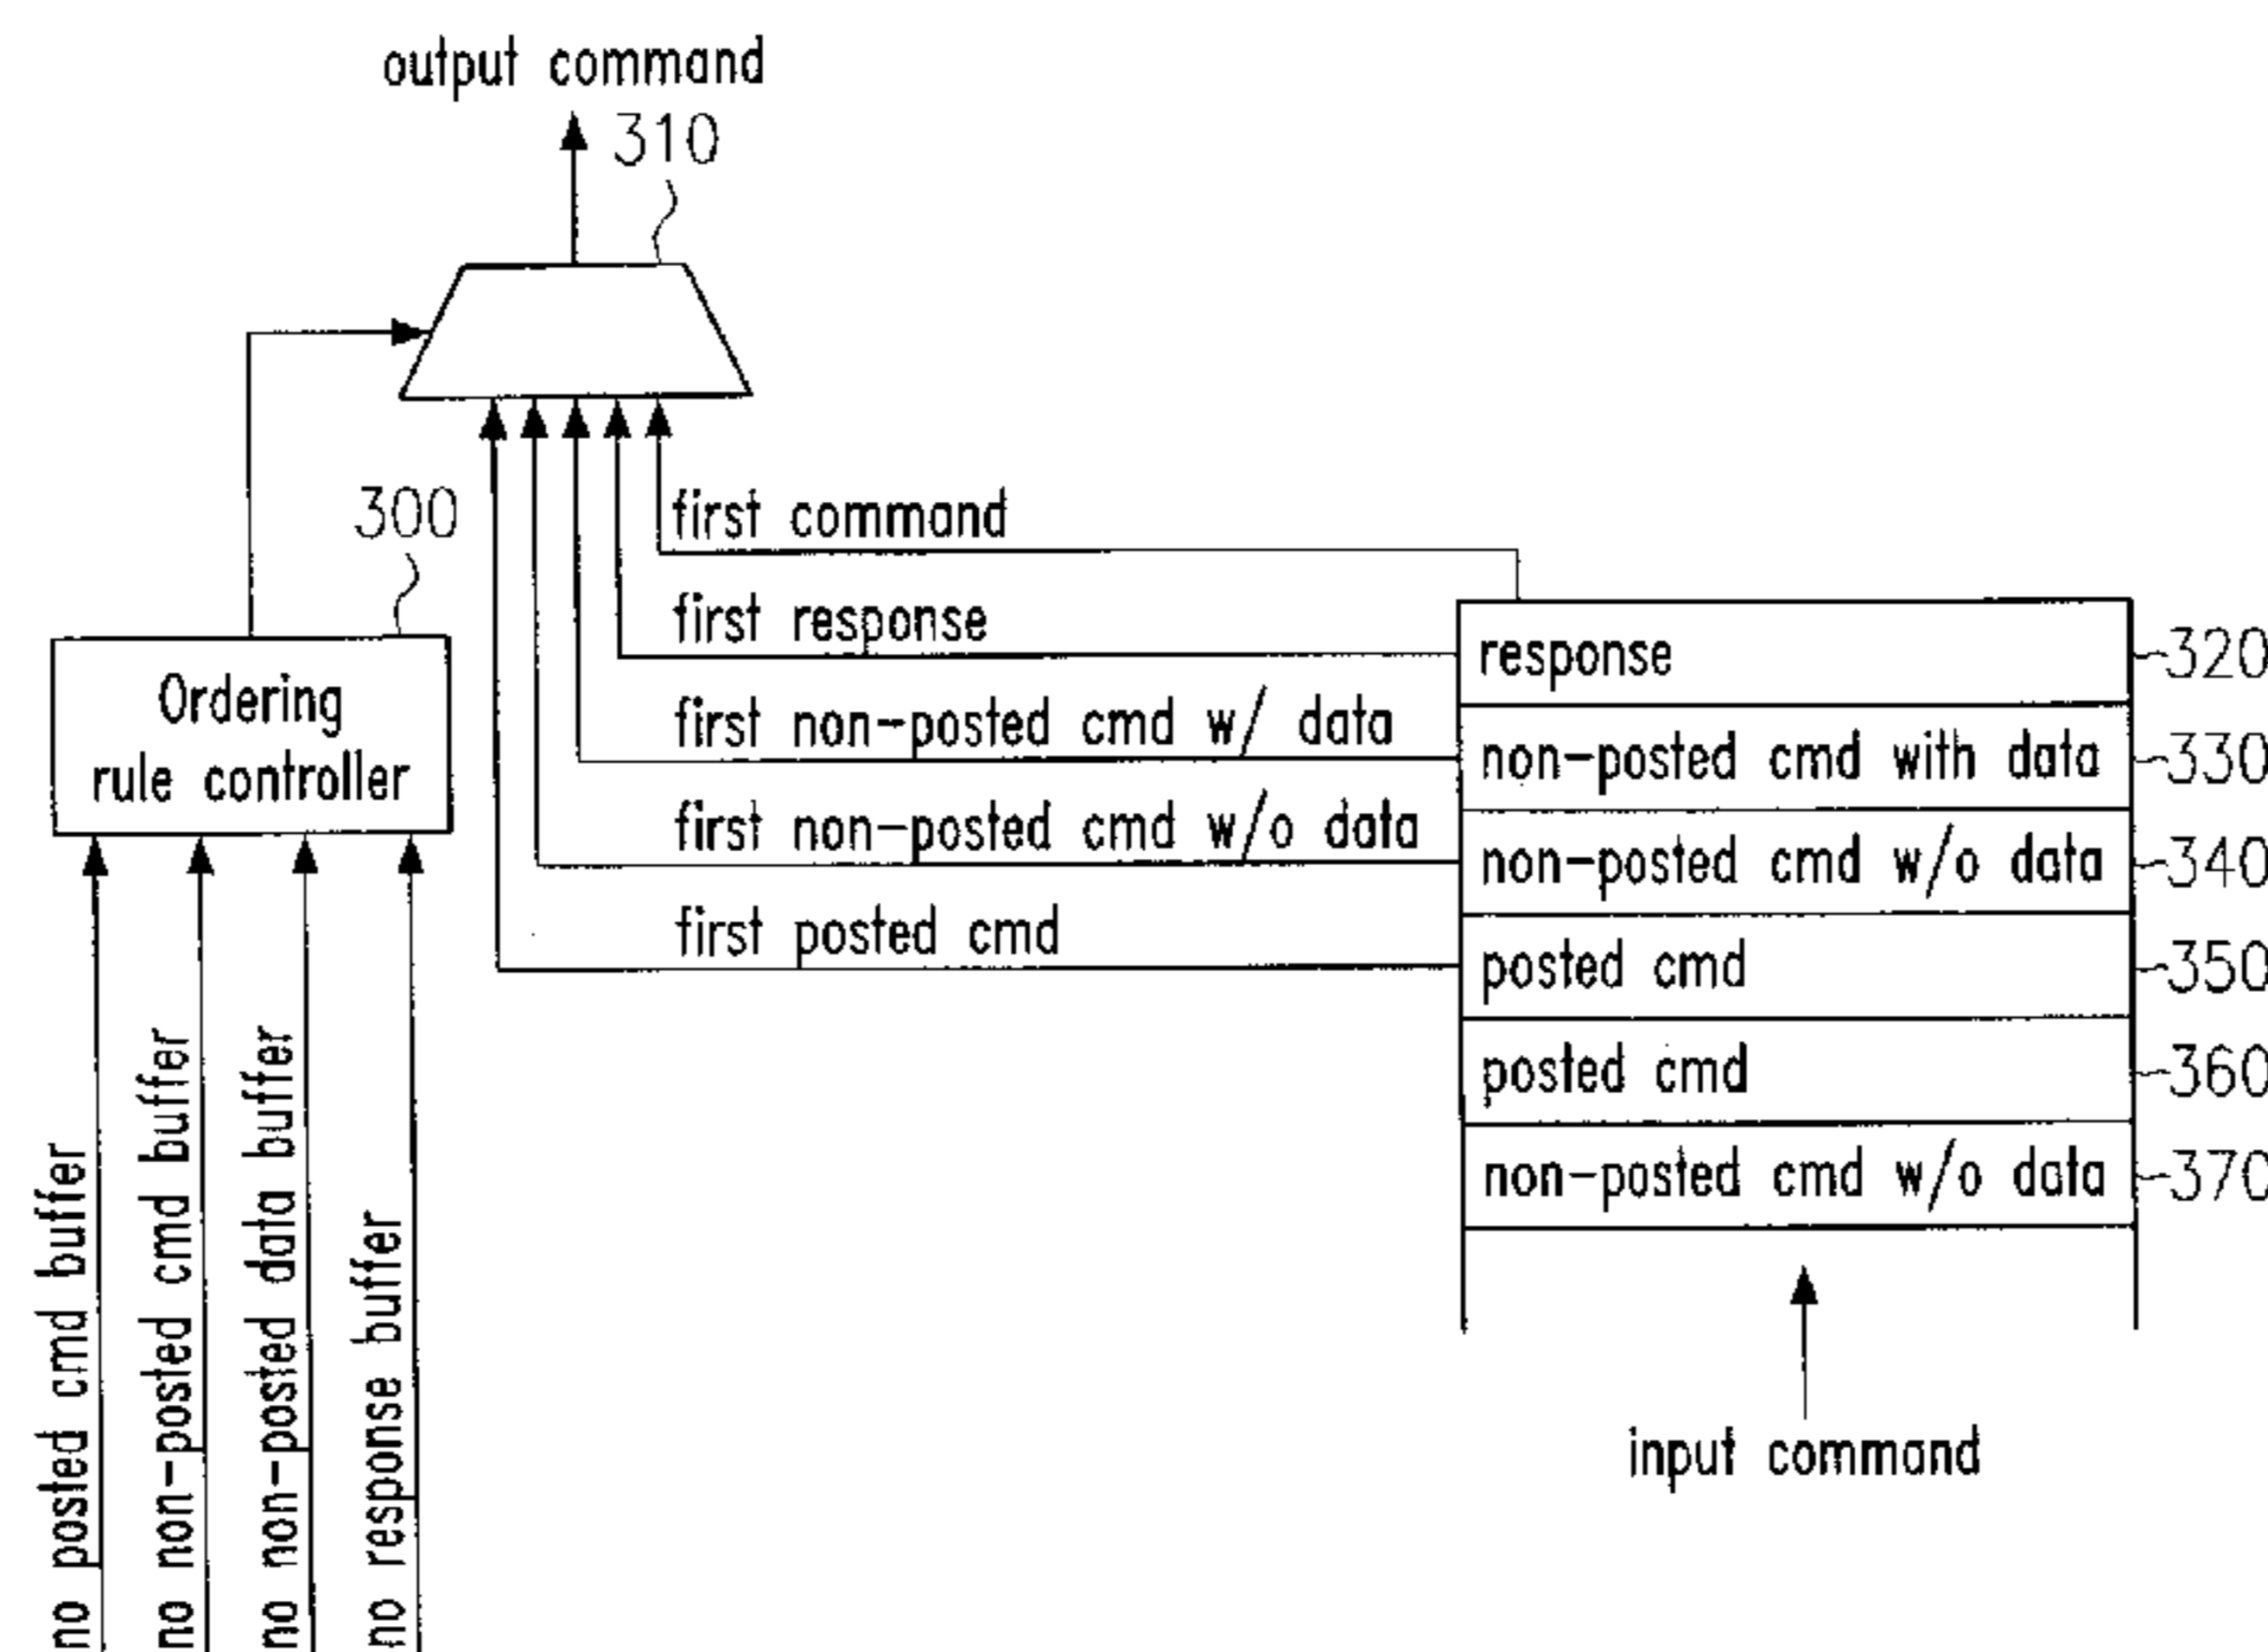 output command
310
300
first command
first response
response
320
Ordering
rule controller
first non-posted cmd w/ data
non-posted cmd with data
330
first non-posted cmd w/o data
non-posted cmd w/o data
340
first posted cmd
posted cmd
350
posted cmd
360
non-posted cmd w/o data
370
input command
no posted cmd buffer
no non-posted cmd buffer
no non-posted data buffer
no response buffer